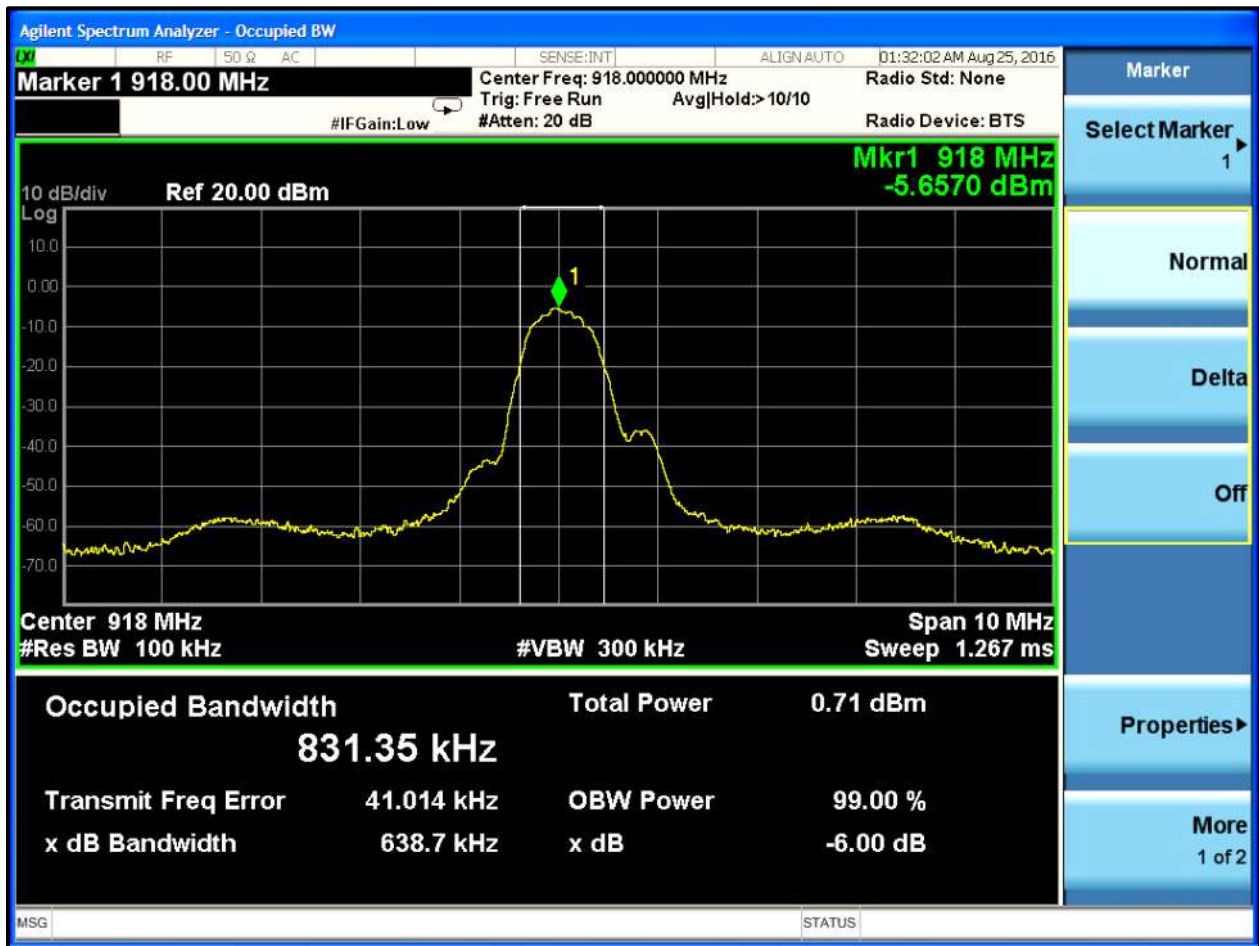 Agilent Spectrum Analyzer - Occupied BW
LXI RF 50 Ω AC SENSE:INT ALIGN AUTO 01:32:02 AM Aug 25, 2016
Marker 1 918.00 MHz
Center Freq: 918.000000 MHz Radio Std: None
Trig: Free Run Avg|Hold:>10/10
#IFGain:Low #Atten: 20 dB Radio Device: BTS
Mkr1 918 MHz
-5.6570 dBm
10 dB/div Ref 20.00 dBm
Log
10.0
0.00
-10.0
-20.0
-30.0
-40.0
-50.0
-60.0
-70.0
1
Center 918 MHz Span 10 MHz
#Res BW 100 kHz #VBW 300 kHz Sweep 1.267 ms
Occupied Bandwidth Total Power 0.71 dBm
831.35 kHz
Transmit Freq Error 41.014 kHz OBW Power 99.00 %
x dB Bandwidth 638.7 kHz x dB -6.00 dB
MSG STATUS
Marker
Select Marker
1
Normal
Delta
Off
Properties
More
1 of 2